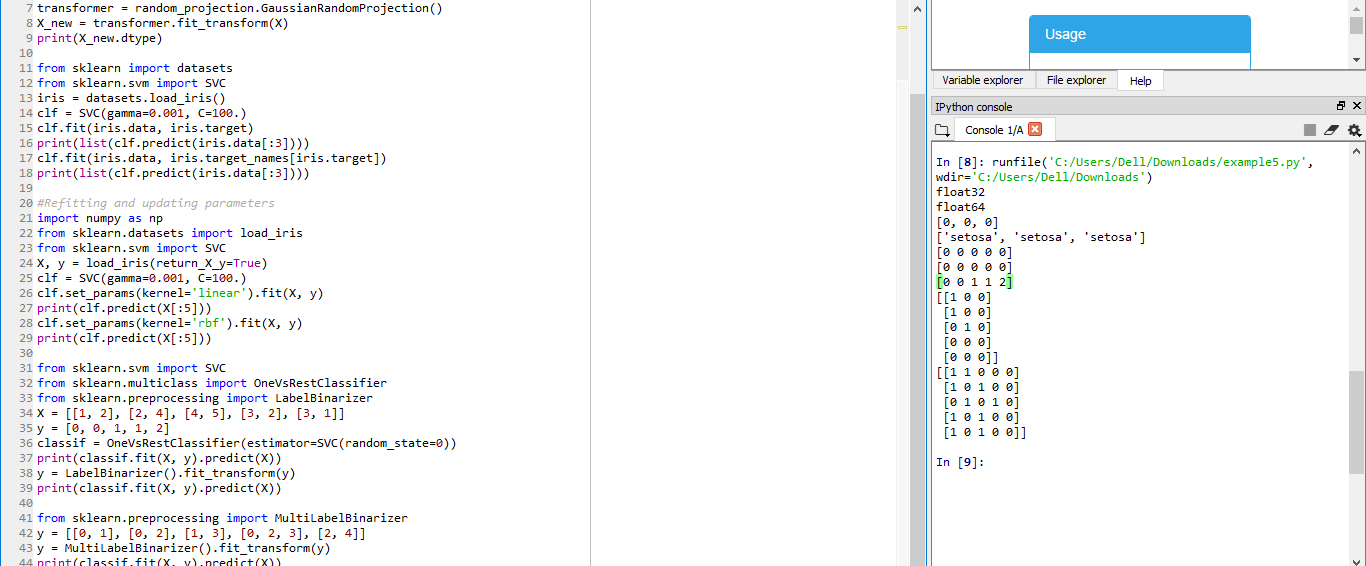 7 transformer = random_projection.GaussianRandomProjection()
8 X_new = transformer.fit_transform(X)
9 print(X_new.dtype)
10
11 from sklearn import datasets
12 from sklearn.svm import SVC
13 iris = datasets.load_iris()
14 clf = SVC(gamma=0.001, C=100.)
15 clf.fit(iris.data, iris.target)
16 print(list(clf.predict(iris.data[:3])))
17 clf.fit(iris.data, iris.target_names[iris.target])
18 print(list(clf.predict(iris.data[:3])))
19
20 #Refitting and updating parameters
21 import numpy as np
22 from sklearn.datasets import load_iris
23 from sklearn.svm import SVC
24 X, y = load_iris(return_X_y=True)
25 clf = SVC(gamma=0.001, C=100.)
26 clf.set_params(kernel='linear').fit(X, y)
27 print(clf.predict(X[:5]))
28 clf.set_params(kernel='rbf').fit(X, y)
29 print(clf.predict(X[:5]))
30
31 from sklearn.svm import SVC
32 from sklearn.multiclass import OneVsRestClassifier
33 from sklearn.preprocessing import LabelBinarizer
34 X = [[1, 2], [2, 4], [4, 5], [3, 2], [3, 1]]
35 y = [0, 0, 1, 1, 2]
36 classif = OneVsRestClassifier(estimator=SVC(random_state=0))
37 print(classif.fit(X, y).predict(X))
38 y = LabelBinarizer().fit_transform(y)
39 print(classif.fit(X, y).predict(X))
40
41 from sklearn.preprocessing import MultiLabelBinarizer
42 y = [[0, 1], [0, 2], [1, 3], [0, 2, 3], [2, 4]]
43 y = MultiLabelBinarizer().fit_transform(y)
44 print(classif.fit(X, y).predict(X))
Usage
Variable explorer File explorer Help
IPython console
Console 1/A
In [8]: runfile('C:/Users/Dell/Downloads/example5.py',
wdir='C:/Users/Dell/Downloads')
float32
float64
[0, 0, 0]
['setosa', 'setosa', 'setosa']
[0 0 0 0 0]
[0 0 0 0 0]
[0 0 1 1 2]
[[1 0 0]
[1 0 0]
[0 1 0]
[0 0 0]
[0 0 0]]
[[1 1 0 0 0]
[1 0 1 0 0]
[0 1 0 1 0]
[1 0 1 0 0]
[1 0 1 0 0]]
In [9]: